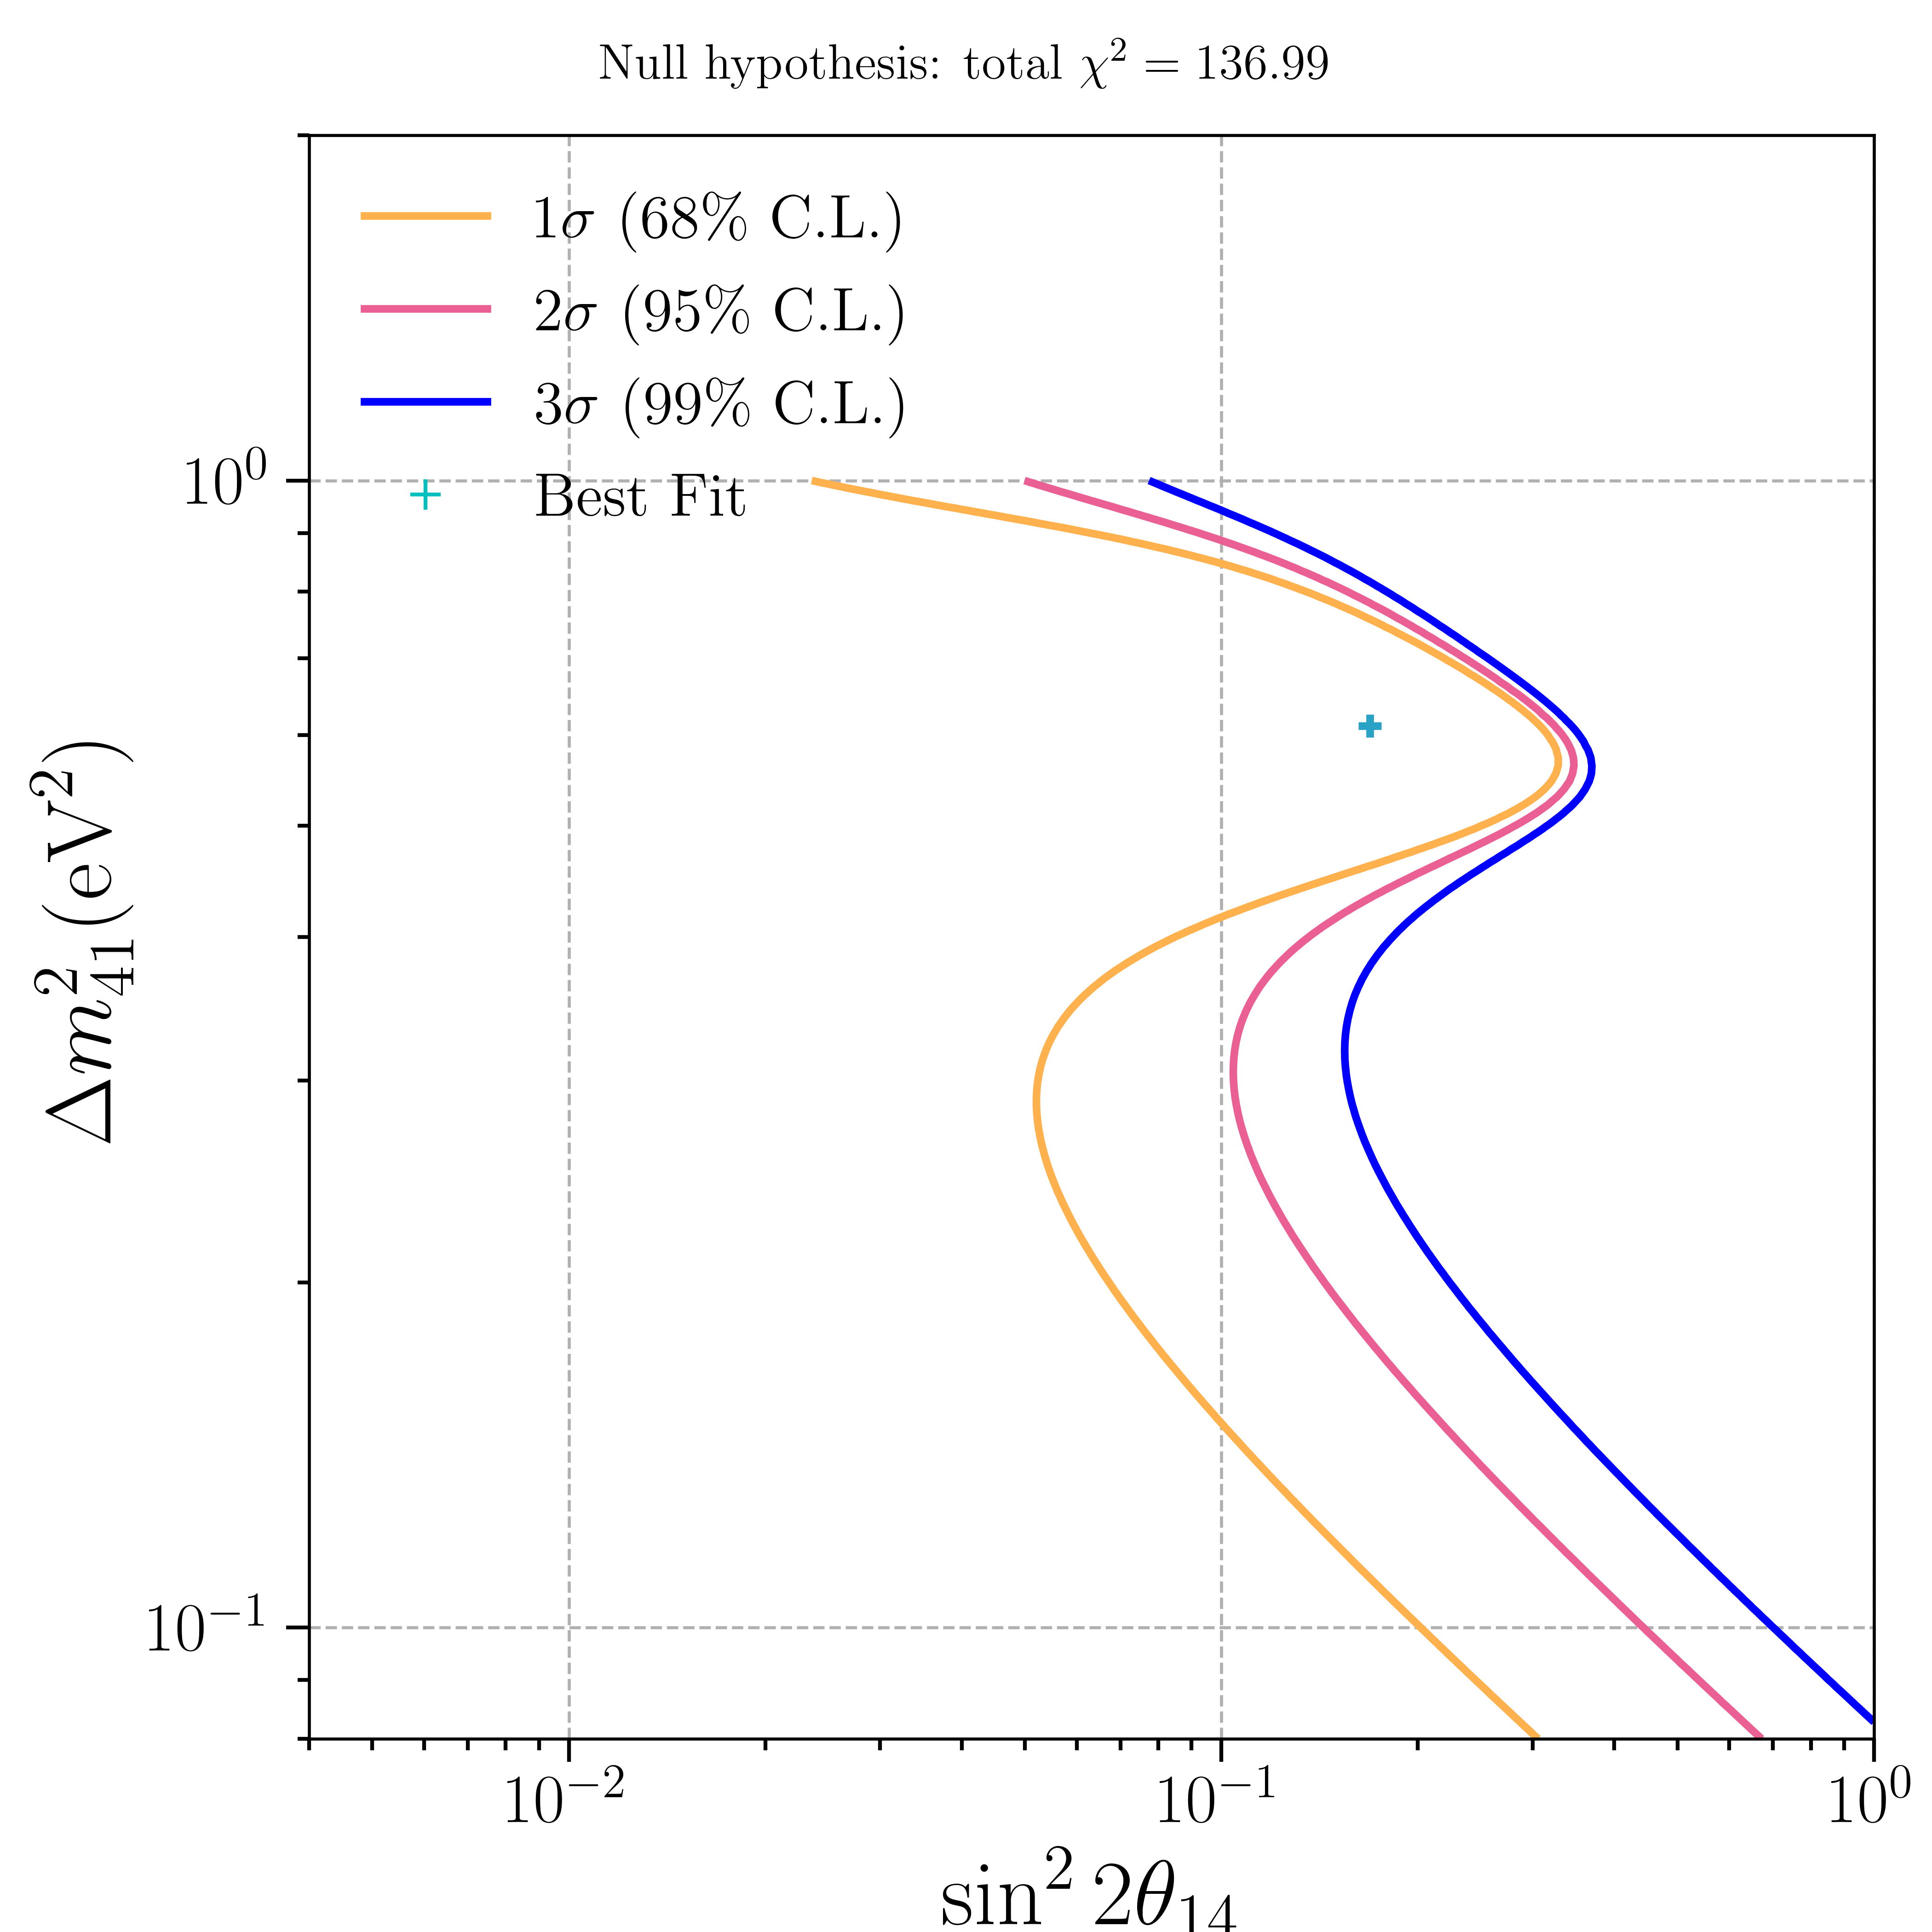 Null hypothesis: total χ² = 136.99
1σ (68% C.L.)
2σ (95% C.L.)
3σ (99% C.L.)
Best Fit
10⁰
10⁻¹
Δm²₄₁(eV²)
10⁻² 10⁻¹ 10⁰
sin² 2θ₁₄